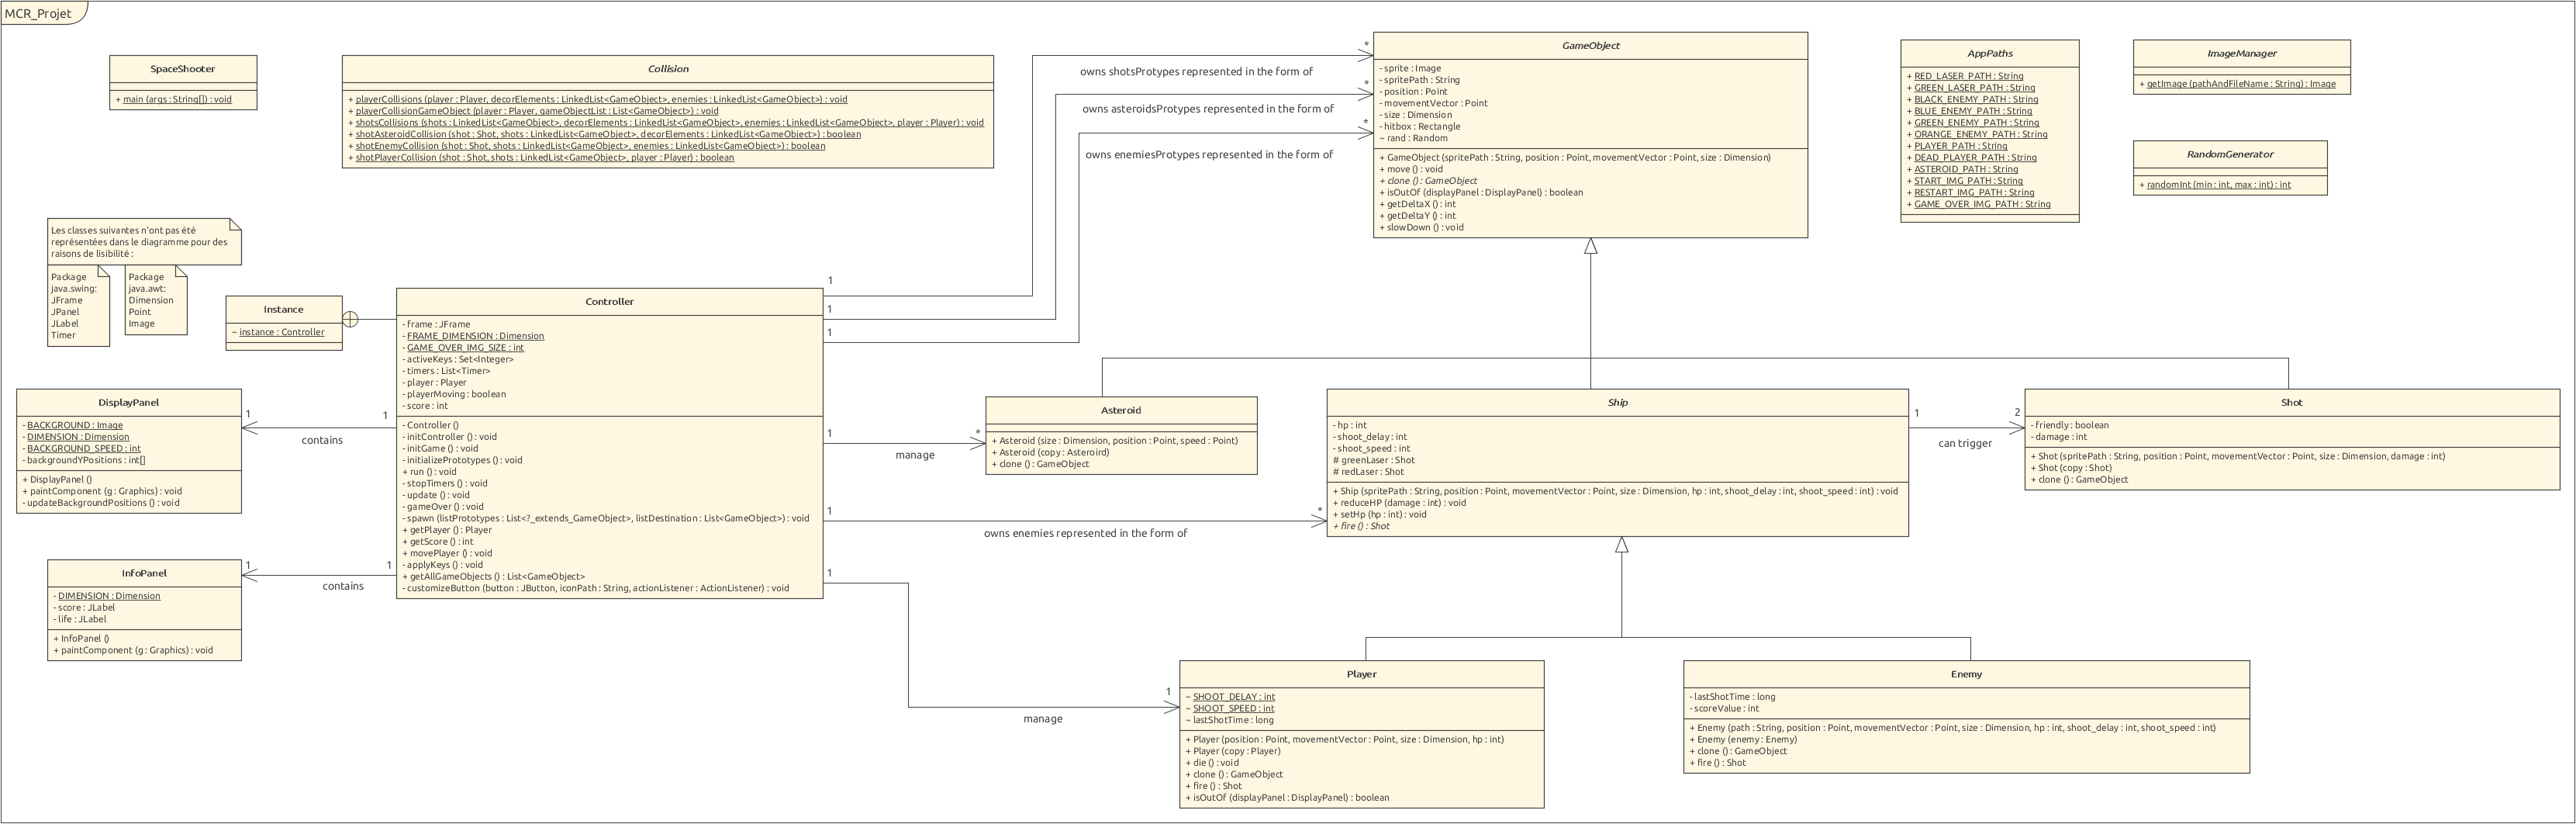 MCR_Projet
SpaceShooter
+ main (args : String[]) : void
Collision
+ playerCollisions (player : Player, decorElements : LinkedList<GameObject>, enemies : LinkedList<GameObject>) : void
+ playerCollisionGameObject (player : Player, gameObjectList : List<GameObject>) : void
+ shotsCollisions (shots : LinkedList<GameObject>, decorElements : LinkedList<GameObject>, enemies : LinkedList<GameObject>, player : Player) : void
+ shotAsteroidCollision (shot : Shot, shots : LinkedList<GameObject>, decorElements : LinkedList<GameObject>) : boolean
+ shotEnemyCollision (shot : Shot, shots : LinkedList<GameObject>, enemies : LinkedList<GameObject>) : boolean
+ shotPlayerCollision (shot : Shot, shots : LinkedList<GameObject>, player : Player) : boolean
*
owns shotsProtypes represented in the form of
*
owns asteroidsProtypes represented in the form of
*
owns enemiesProtypes represented in the form of
GameObject
- sprite : Image
- spritePath : String
- position : Point
- movementVector : Point
- size : Dimension
- hitbox : Rectangle
~ rand : Random
+ GameObject (spritePath : String, position : Point, movementVector : Point, size : Dimension)
+ move () : void
+ clone () : GameObject
+ isOutOf (displayPanel : DisplayPanel) : boolean
+ getDeltaX () : int
+ getDeltaY () : int
+ slowDown () : void
AppPaths
+ RED_LASER_PATH : String
+ GREEN_LASER_PATH : String
+ BLACK_ENEMY_PATH : String
+ BLUE_ENEMY_PATH : String
+ GREEN_ENEMY_PATH : String
+ ORANGE_ENEMY_PATH : String
+ PLAYER_PATH : String
+ DEAD_PLAYER_PATH : String
+ ASTEROID_PATH : String
+ START_IMG_PATH : String
+ RESTART_IMG_PATH : String
+ GAME_OVER_IMG_PATH : String
ImageManager
+ getImage (pathAndFileName : String) : Image
RandomGenerator
+ randomInt (min : int, max : int) : int
Les classes suivantes n'ont pas été
représentées dans le diagramme pour des
raisons de lisibilité :
Package
java.swing:
JFrame
JPanel
JLabel
Timer
Package
java.awt:
Dimension
Point
Image
Instance
~ instance : Controller
Controller
- frame : JFrame
- FRAME_DIMENSION : Dimension
- GAME_OVER_IMG_SIZE : int
- activeKeys : Set<Integer>
- timers : List<Timer>
- player : Player
- playerMoving : boolean
- score : int
- Controller ()
- initController () : void
- initGame () : void
- initializePrototypes () : void
+ run () : void
- stopTimers () : void
- update () : void
- gameOver () : void
- spawn (listPrototypes : List<?_extends_GameObject>, listDestination : List<GameObject>) : void
+ getPlayer () : Player
+ getScore () : int
+ movePlayer () : void
- applyKeys () : void
+ getAllGameObjects () : List<GameObject>
- customizeButton (button : JButton, iconPath : String, actionListener : ActionListener) : void
1
1
1
DisplayPanel
- BACKGROUND : Image
- DIMENSION : Dimension
- BACKGROUND_SPEED : int
- backgroundYPositions : int[]
+ DisplayPanel ()
+ paintComponent (g : Graphics) : void
- updateBackgroundPositions () : void
1
1
contains
InfoPanel
- DIMENSION : Dimension
- score : JLabel
- life : JLabel
+ InfoPanel ()
+ paintComponent (g : Graphics) : void
1
1
contains
1
*
manage
Asteroid
+ Asteroid (size : Dimension, position : Point, speed : Point)
+ Asteroid (copy : Asteroird)
+ clone () : GameObject
1
*
owns enemies represented in the form of
Ship
- hp : int
- shoot_delay : int
- shoot_speed : int
# greenLaser : Shot
# redLaser : Shot
+ Ship (spritePath : String, position : Point, movementVector : Point, size : Dimension, hp : int, shoot_delay : int, shoot_speed : int) : void
+ reduceHP (damage : int) : void
+ setHp (hp : int) : void
+ fire () : Shot
1
2
can trigger
Shot
- friendly : boolean
- damage : int
+ Shot (spritePath : String, position : Point, movementVector : Point, size : Dimension, damage : int)
+ Shot (copy : Shot)
+ clone () : GameObject
1
1
manage
Player
~ SHOOT_DELAY : int
~ SHOOT_SPEED : int
~ lastShotTime : long
+ Player (position : Point, movementVector : Point, size : Dimension, hp : int)
+ Player (copy : Player)
+ die () : void
+ clone () : GameObject
+ fire () : Shot
+ isOutOf (displayPanel : DisplayPanel) : boolean
Enemy
- lastShotTime : long
- scoreValue : int
+ Enemy (path : String, position : Point, movementVector : Point, size : Dimension, hp : int, shoot_delay : int, shoot_speed : int)
+ Enemy (enemy : Enemy)
+ clone () : GameObject
+ fire () : Shot